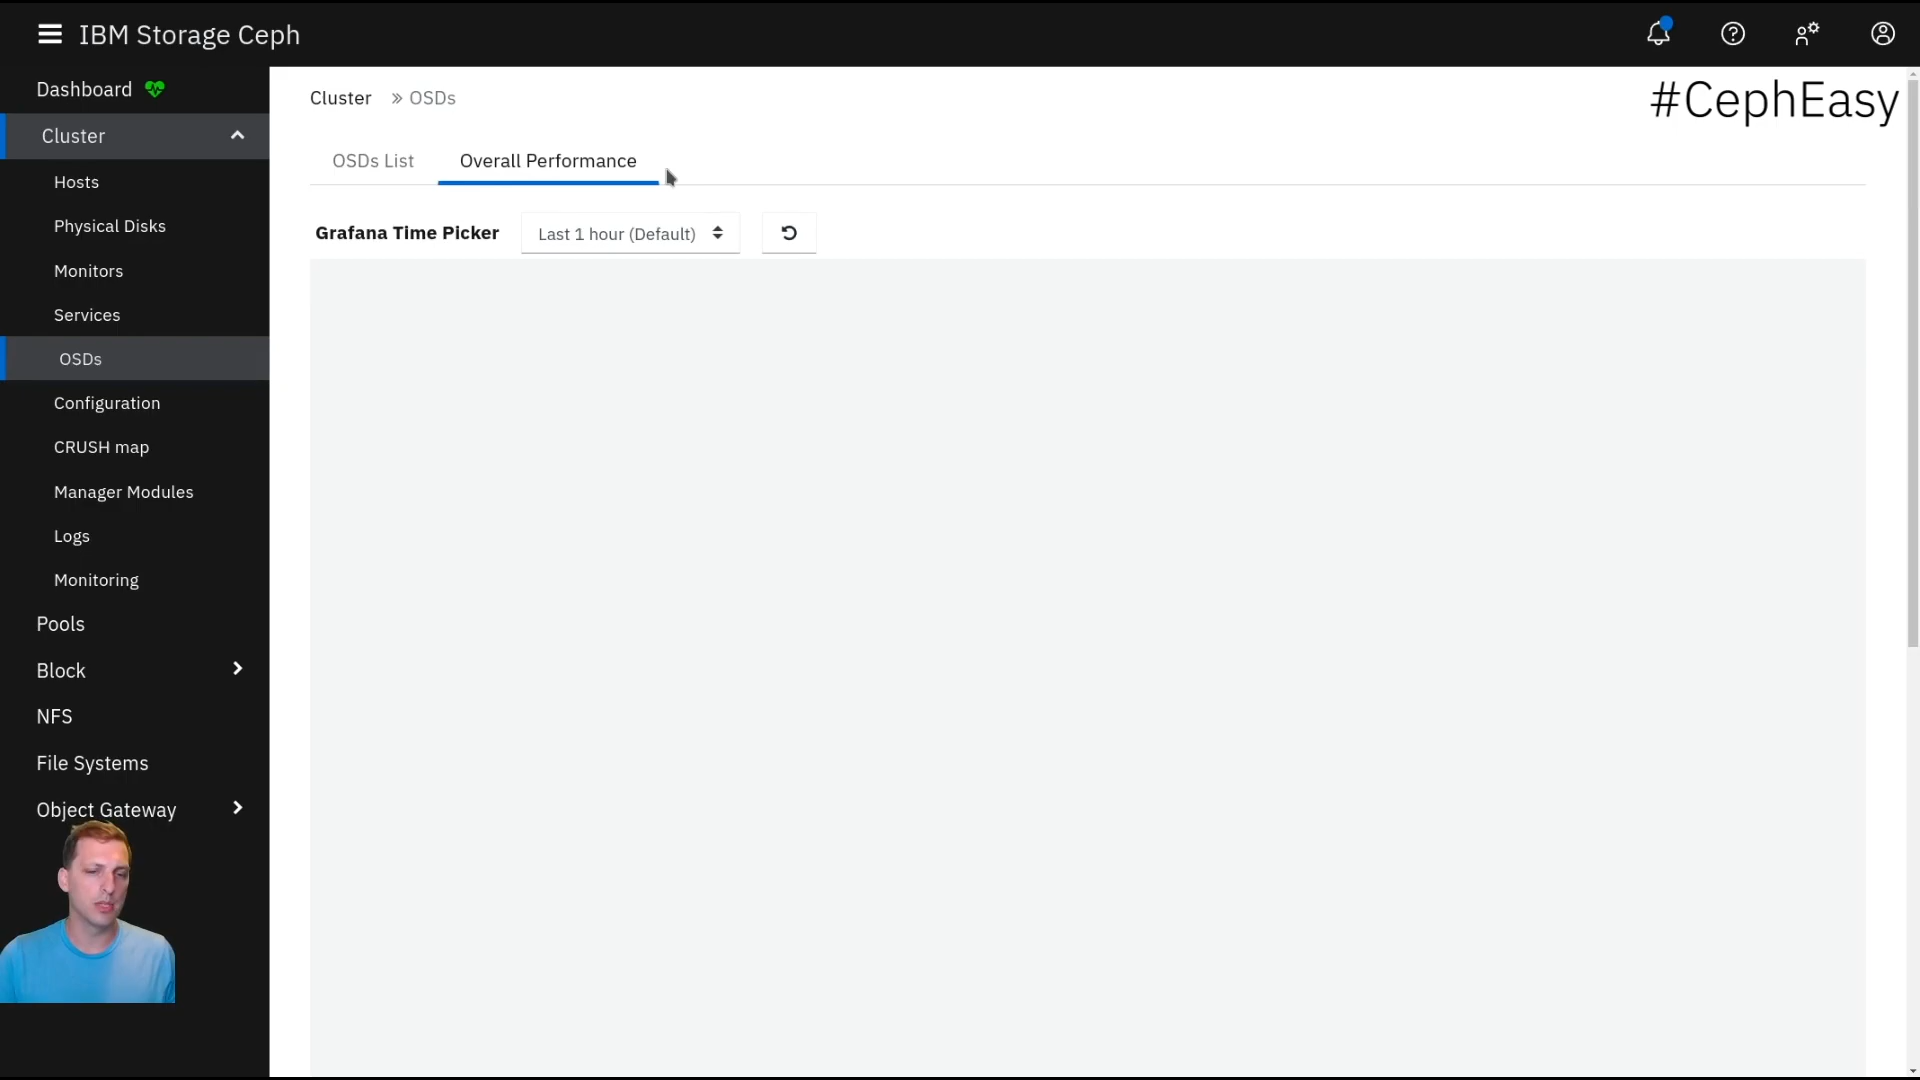 IBM Storage Ceph
Dashboard
Cluster
Hosts
Physical Disks
Monitors
Services
OSDs
Configuration
CRUSH map
Manager Modules
Logs
Monitoring
Pools
Block
NFS
File Systems
Object Gateway
Cluster » OSDs
#CephEasy
OSDs List Overall Performance
Grafana Time Picker Last 1 hour (Default)